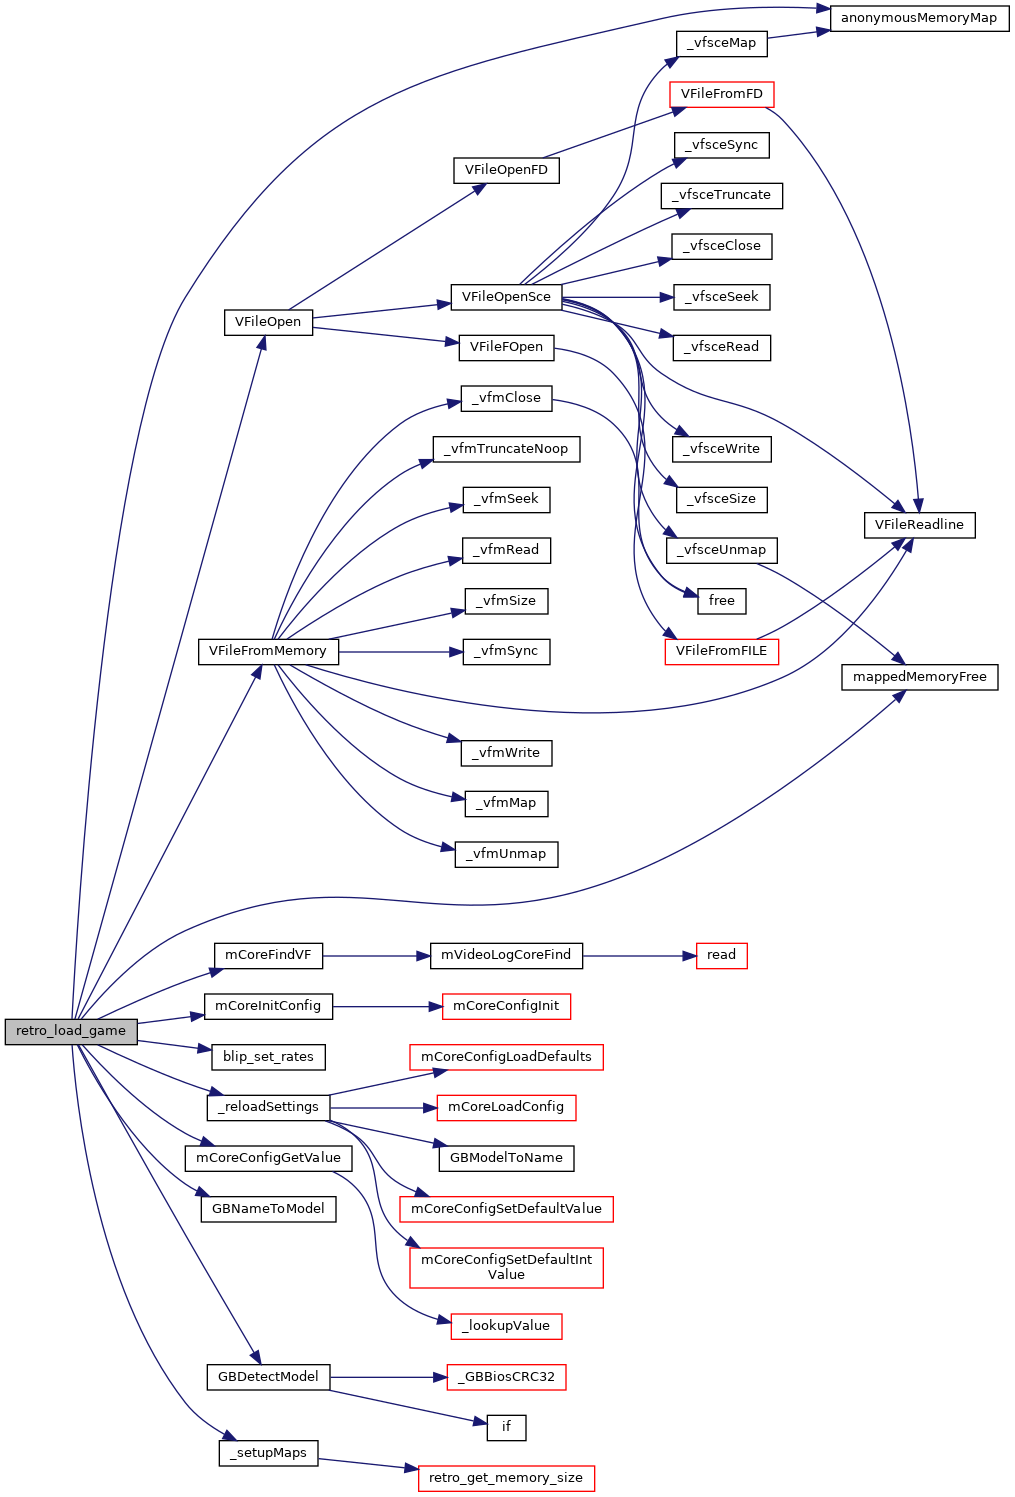 anonymousMemoryMap
_vfsceMap
VFileFromFD
_vfsceSync
VFileOpenFD
_vfsceTruncate
_vfsceClose
VFileOpenSce
_vfsceSeek
VFileOpen
VFileFOpen
_vfsceRead
_vfmClose
_vfmTruncateNoop
_vfsceWrite
_vfmSeek
_vfsceSize
VFileReadline
_vfmRead
_vfsceUnmap
_vfmSize
free
VFileFromMemory
_vfmSync
VFileFromFILE
mappedMemoryFree
_vfmWrite
_vfmMap
_vfmUnmap
mCoreFindVF
mVideoLogCoreFind
read
mCoreInitConfig
mCoreConfigInit
retro_load_game
blip_set_rates
mCoreConfigLoadDefaults
_reloadSettings
mCoreLoadConfig
mCoreConfigGetValue
GBModelToName
GBNameToModel
mCoreConfigSetDefaultValue
mCoreConfigSetDefaultInt
Value
_lookupValue
GBDetectModel
_GBBiosCRC32
if
_setupMaps
retro_get_memory_size